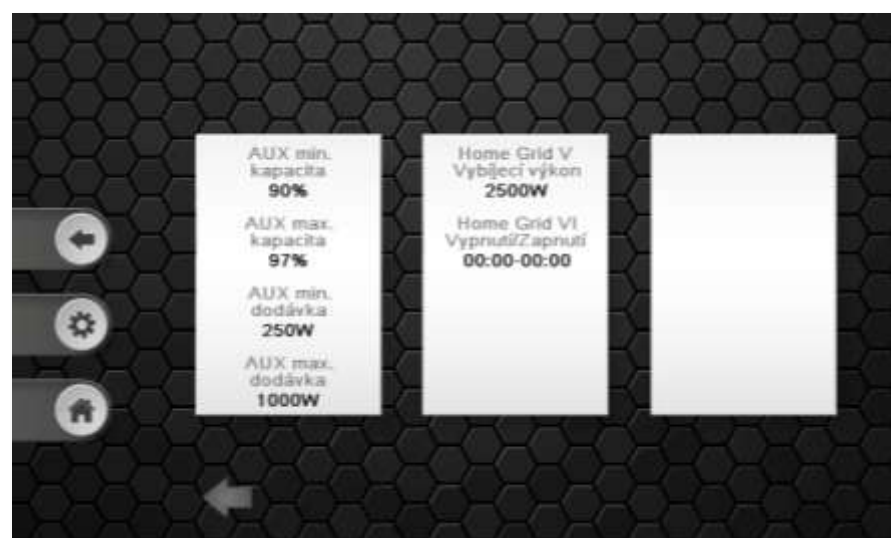 AUX min.
kapacita
90%
AUX max.
kapacita
97%
AUX min.
dodávka
250W
AUX max.
dodávka
1000W
Home Grid V
Vybíjecí výkon
2500W
Home Grid VI
Vypnutí/Zapnutí
00:00-00:00